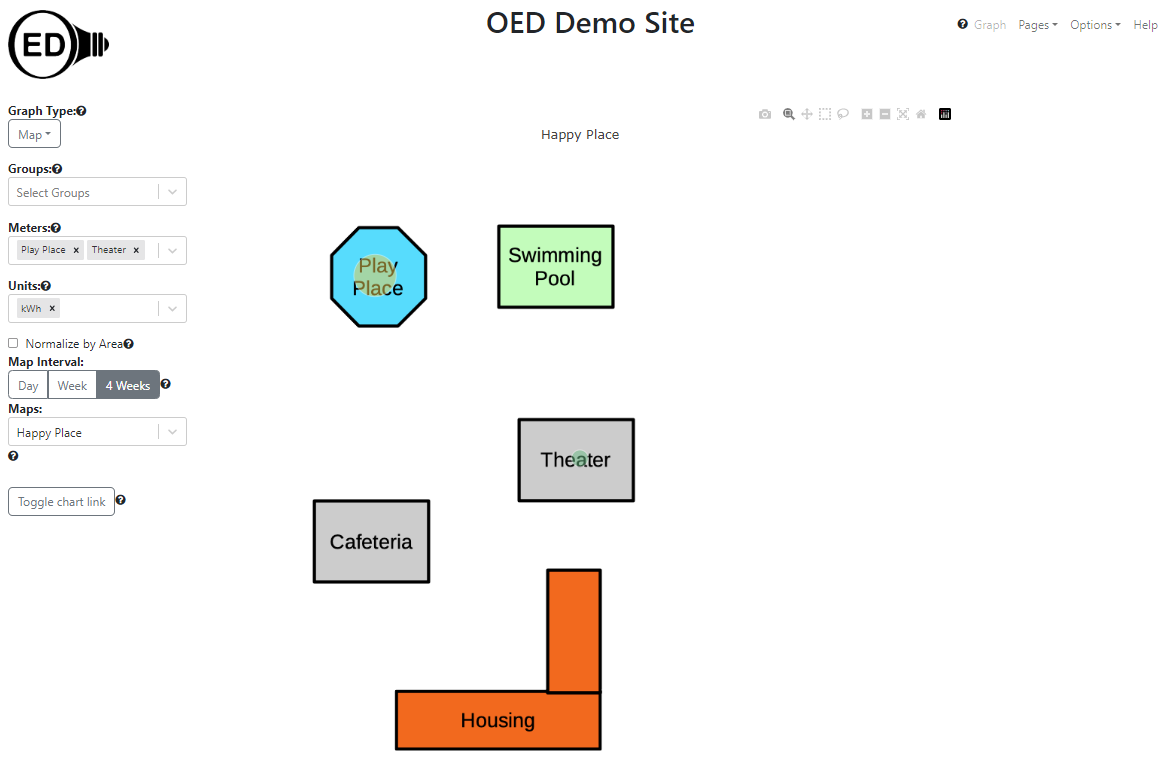 ED
OED Demo Site
Graph Pages Options Help
Graph Type:
Map
Groups:
Select Groups
Meters:
Play Place × Theater ×
Units:
kWh ×
Normalize by Area
Map Interval:
Day Week 4 Weeks
Maps:
Happy Place
Toggle chart link
Happy Place
Play
Place
Swimming
Pool
Theater
Cafeteria
Housing